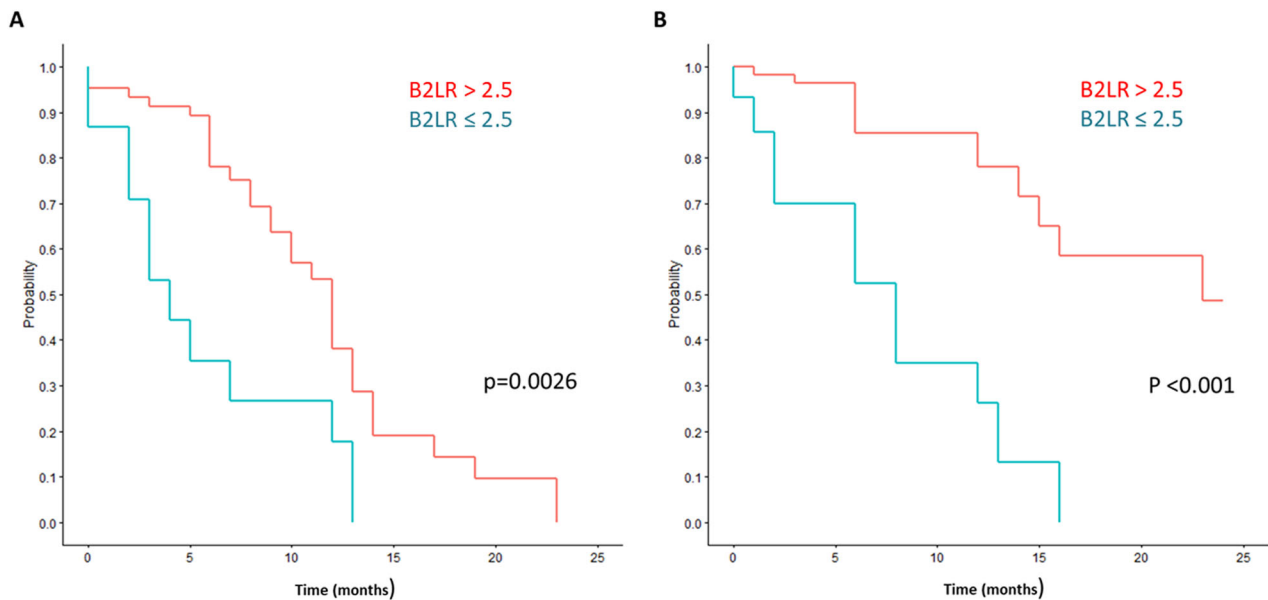 A
B2LR > 2.5
B2LR ≤ 2.5
p=0.0026
Probability
1.0
0.9
0.8
0.7
0.6
0.5
0.4
0.3
0.2
0.1
0.0
0 5 10 15 20 25
Time (months)
B
B2LR > 2.5
B2LR ≤ 2.5
P <0.001
Probability
1.0
0.9
0.8
0.7
0.6
0.5
0.4
0.3
0.2
0.1
0.0
0 5 10 15 20 25
Time (months)